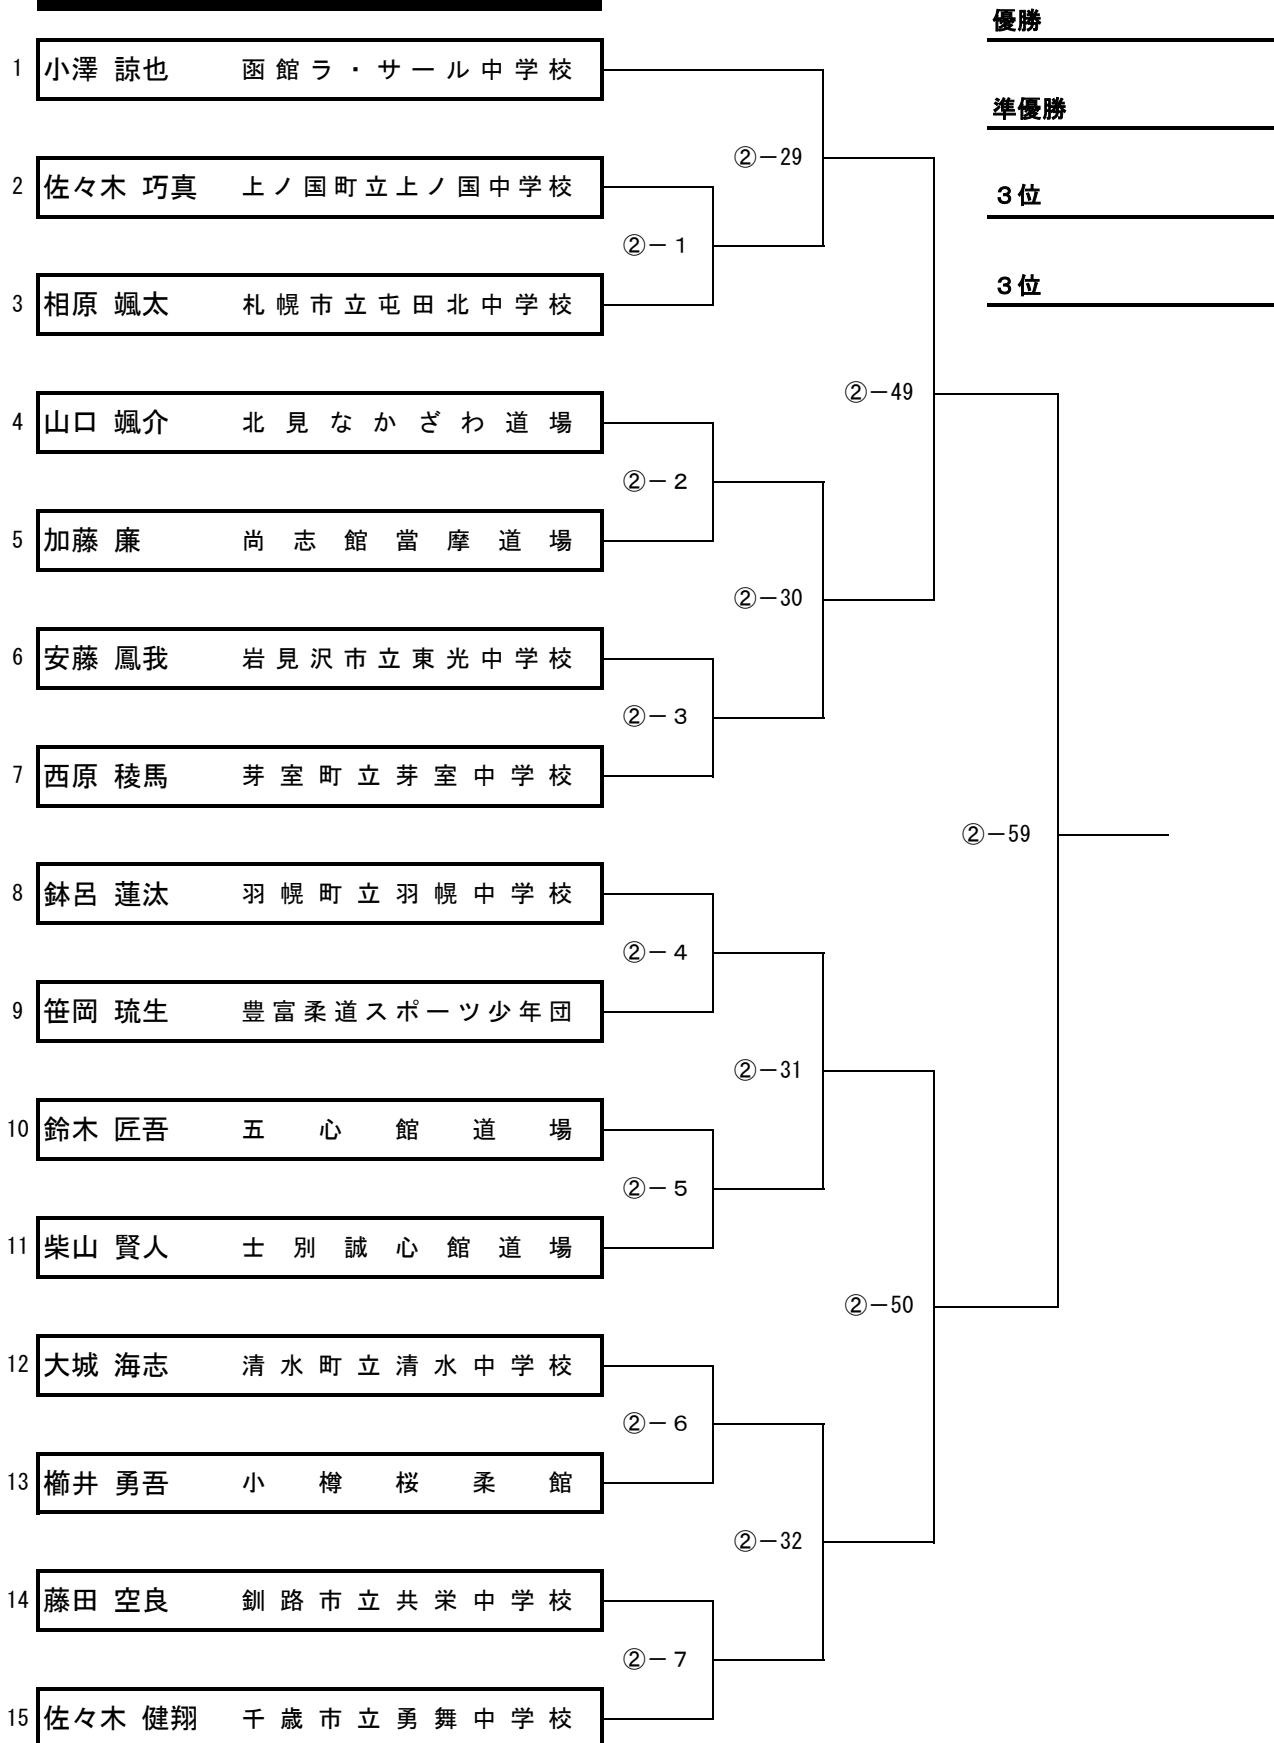 優勝
1 小澤 諒也 函館ラ・サール中学校
準優勝
②－29
2 佐々木 巧真 上ノ国町立上ノ国中学校
３位
②－１
3 相原 颯太 札幌市立屯田北中学校
３位
②－49
4 山口 颯介 北見なかざわ道場
②－２
5 加藤 廉 尚志館當摩道場
②－30
6 安藤 鳳我 岩見沢市立東光中学校
②－３
7 西原 稜馬 芽室町立芽室中学校
②－59
8 鉢呂 蓮汰 羽幌町立羽幌中学校
②－４
9 笹岡 琉生 豊富柔道スポーツ少年団
②－31
10 鈴木 匠吾 五心館道場
②－５
11 柴山 賢人 士別誠心館道場
②－50
12 大城 海志 清水町立清水中学校
②－６
13 櫛井 勇吾 小樽桜柔館
②－32
14 藤田 空良 釧路市立共栄中学校
②－７
15 佐々木 健翔 千歳市立勇舞中学校